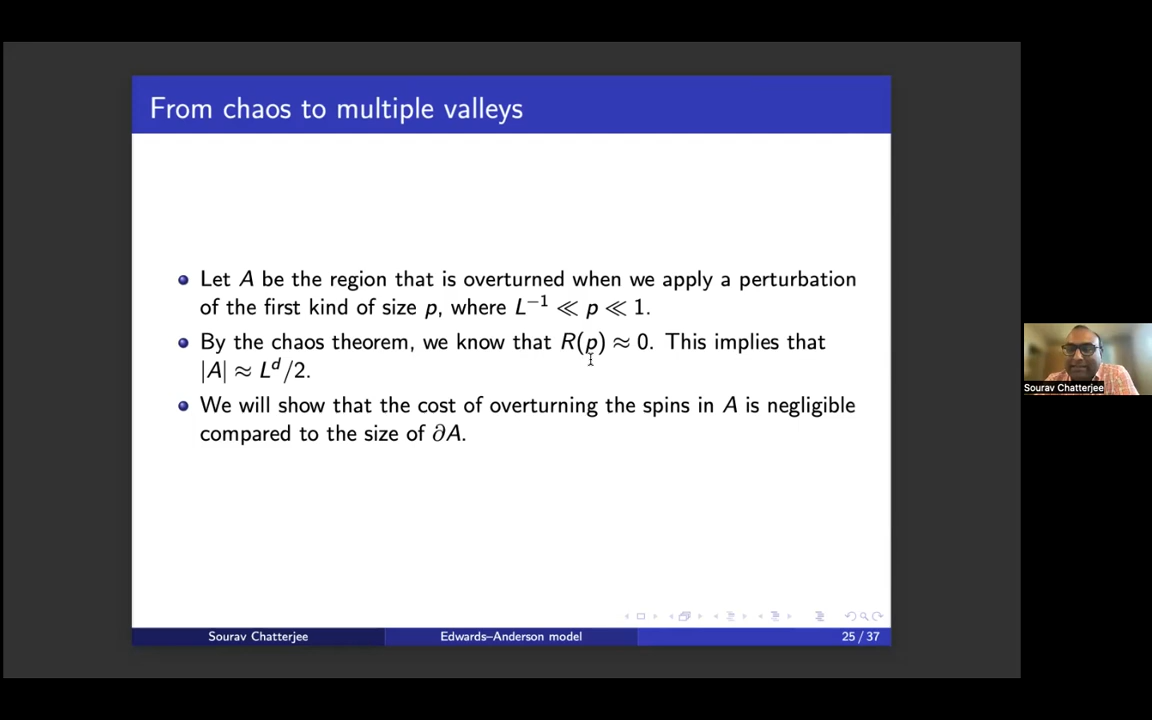 From chaos to multiple valleys
Let A be the region that is overturned when we apply a perturbation
of the first kind of size p, where L⁻¹ ≪ p ≪ 1.
By the chaos theorem, we know that R(p) ≈ 0. This implies that
|A| ≈ Lᵈ/2.
We will show that the cost of overturning the spins in A is negligible
compared to the size of ∂A.
Sourav Chatterjee
Sourav Chatterjee
Edwards–Anderson model
25 / 37